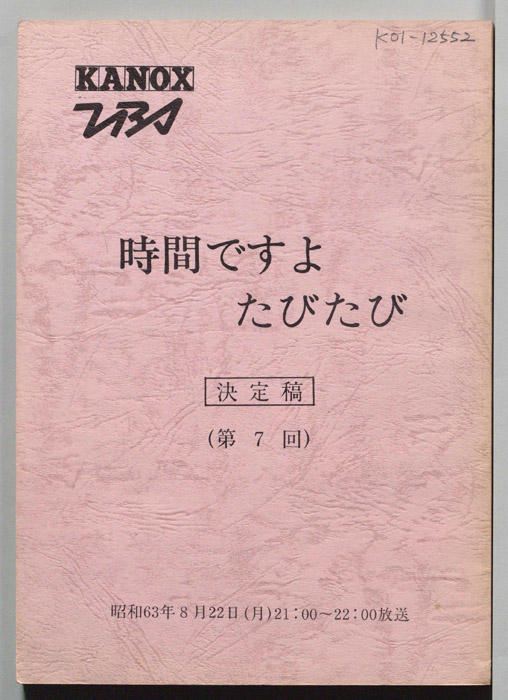 K01-12552
KANOX
TBS
時間ですよ
たびたび
決定稿
(第7回)
昭和63年8月22日(月)21:00〜22:00放送